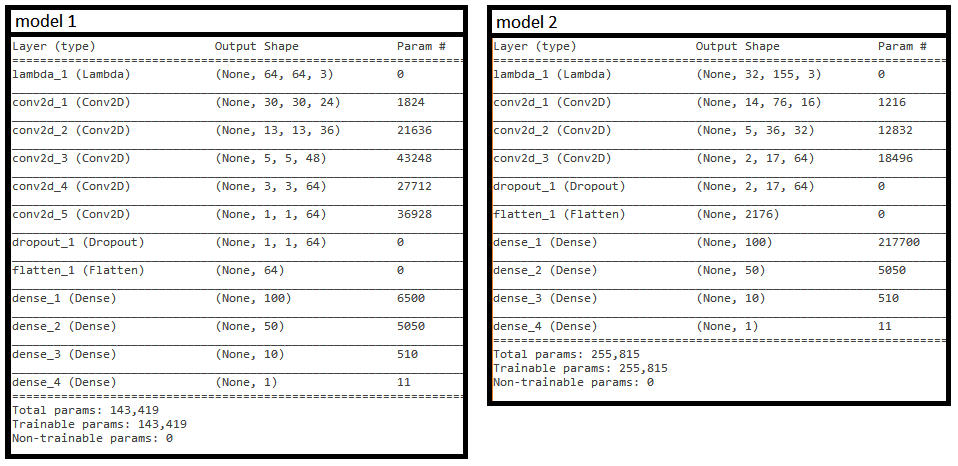 model 1
Layer (type) Output Shape Param #
lambda_1 (Lambda) (None, 64, 64, 3) 0
conv2d_1 (Conv2D) (None, 30, 30, 24) 1824
conv2d_2 (Conv2D) (None, 13, 13, 36) 21636
conv2d_3 (Conv2D) (None, 5, 5, 48) 43248
conv2d_4 (Conv2D) (None, 3, 3, 64) 27712
conv2d_5 (Conv2D) (None, 1, 1, 64) 36928
dropout_1 (Dropout) (None, 1, 1, 64) 0
flatten_1 (Flatten) (None, 64) 0
dense_1 (Dense) (None, 100) 6500
dense_2 (Dense) (None, 50) 5050
dense_3 (Dense) (None, 10) 510
dense_4 (Dense) (None, 1) 11
Total params: 143,419
Trainable params: 143,419
Non-trainable params: 0
model 2
Layer (type) Output Shape Param #
lambda_1 (Lambda) (None, 32, 155, 3) 0
conv2d_1 (Conv2D) (None, 14, 76, 16) 1216
conv2d_2 (Conv2D) (None, 5, 36, 32) 12832
conv2d_3 (Conv2D) (None, 2, 17, 64) 18496
dropout_1 (Dropout) (None, 2, 17, 64) 0
flatten_1 (Flatten) (None, 2176) 0
dense_1 (Dense) (None, 100) 217700
dense_2 (Dense) (None, 50) 5050
dense_3 (Dense) (None, 10) 510
dense_4 (Dense) (None, 1) 11
Total params: 255,815
Trainable params: 255,815
Non-trainable params: 0